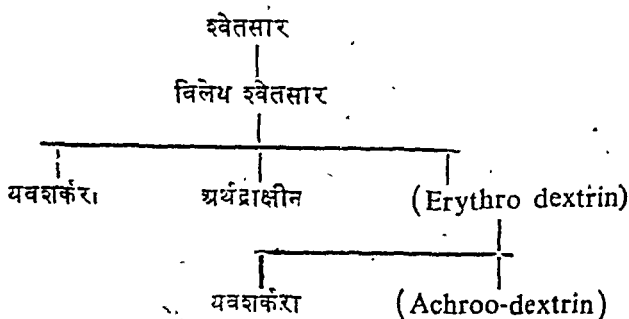 श्वेतसार
विलेय श्वेतसार
यवशर्करा अर्थद्राक्षीन (Erythro dextrin)
यवशर्करा (Achroo-dextrin)